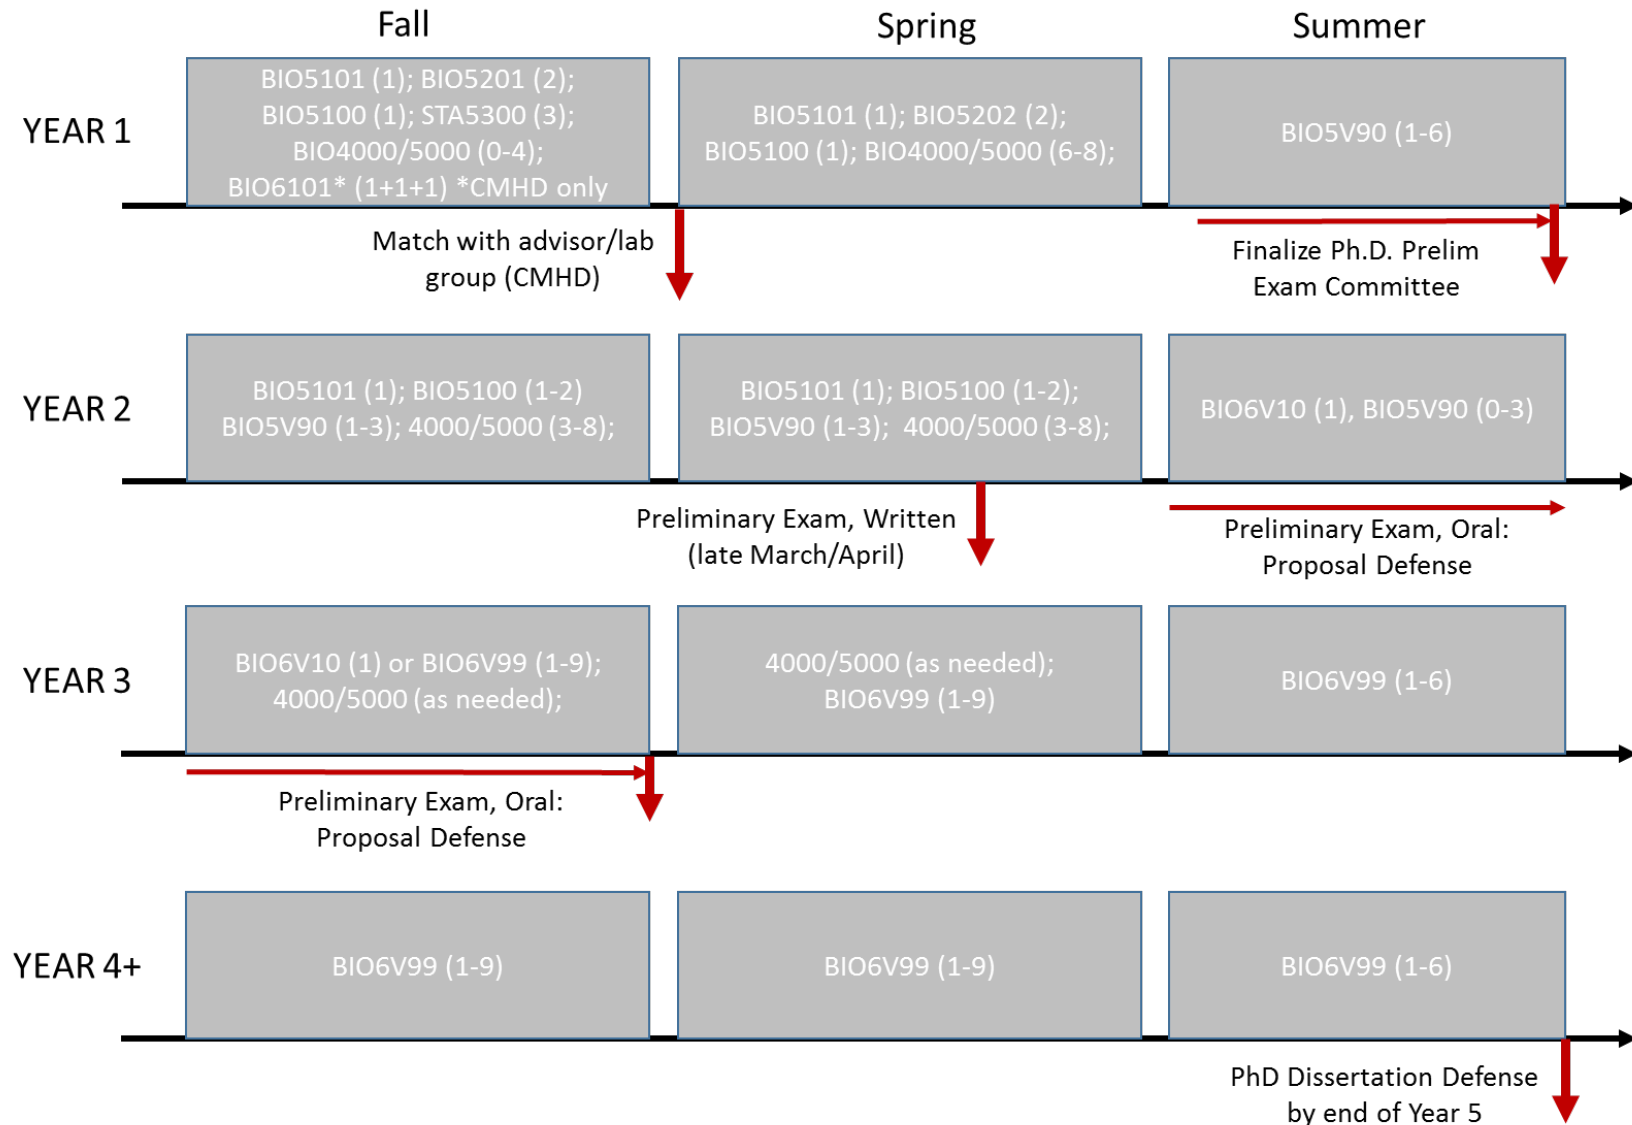 Fall
Spring
Summer
YEAR 1
BIO5101 (1); BIO5201 (2);
BIO5100 (1); STA5300 (3);
BIO4000/5000 (0-4);
BIO6101* (1+1+1) *CMHD only
BIO5101 (1); BIO5202 (2);
BIO5100 (1); BIO4000/5000 (6-8);
BIO5V90 (1-6)
Match with advisor/lab
group (CMHD)
Finalize Ph.D. Prelim
Exam Committee
YEAR 2
BIO5101 (1); BIO5100 (1-2)
BIO5V90 (1-3); 4000/5000 (3-8);
BIO5101 (1); BIO5100 (1-2);
BIO5V90 (1-3); 4000/5000 (3-8);
BIO6V10 (1), BIO5V90 (0-3)
Preliminary Exam, Written
(late March/April)
Preliminary Exam, Oral:
Proposal Defense
YEAR 3
BIO6V10 (1) or BIO6V99 (1-9);
4000/5000 (as needed);
4000/5000 (as needed);
BIO6V99 (1-9)
BIO6V99 (1-6)
Preliminary Exam, Oral:
Proposal Defense
YEAR 4+
BIO6V99 (1-9)
BIO6V99 (1-9)
BIO6V99 (1-6)
PhD Dissertation Defense
by end of Year 5